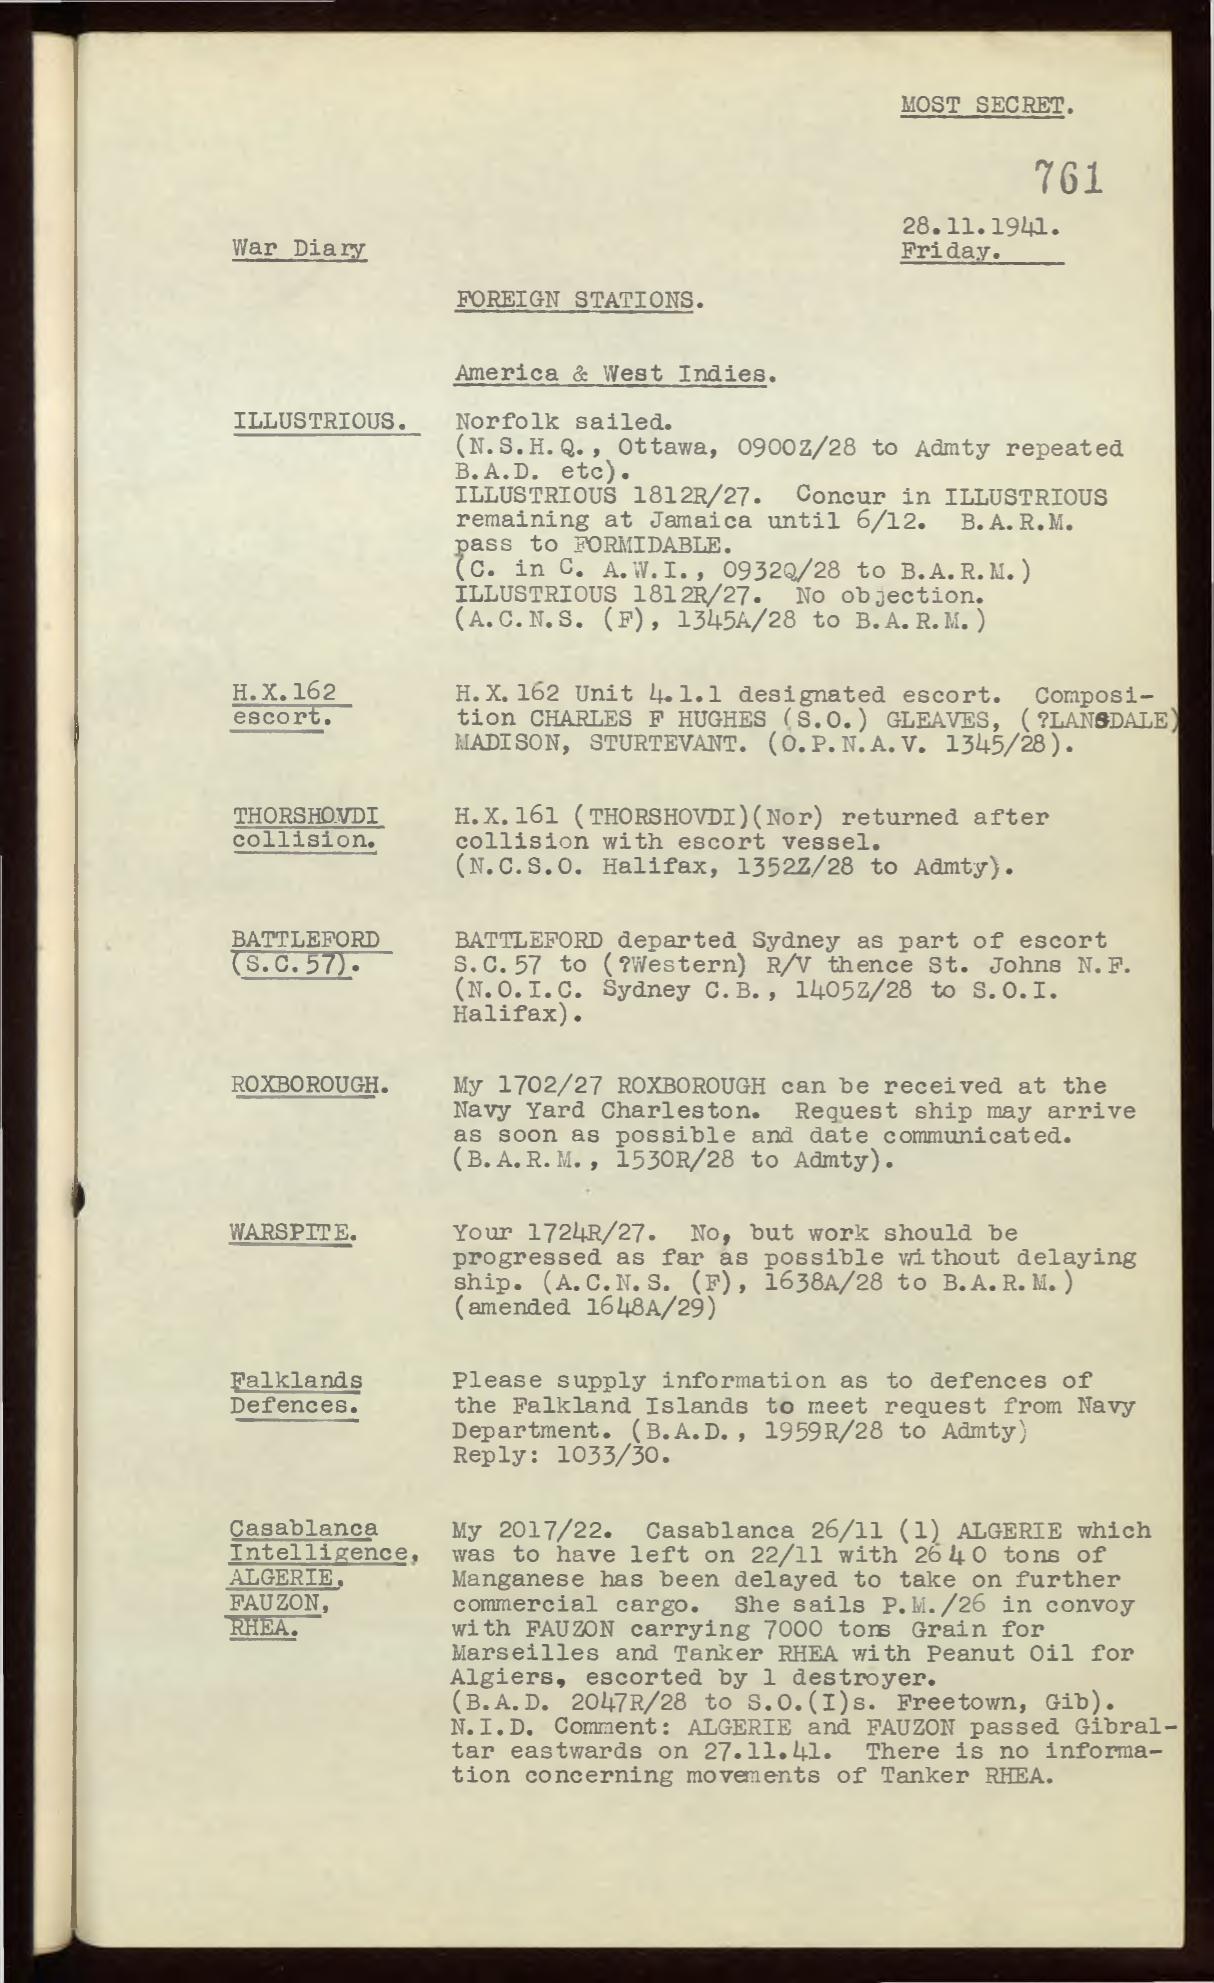 MOST SECRET.
761
28.11.1941.
Friday.
War Diary
FOREIGN STATIONS.
America & West Indies.
ILLUSTRIOUS.
Norfolk sailed.
(N.S.H.Q., Ottawa, 0900Z/28 to Admty repeated
B.A.D. etc).
ILLUSTRIOUS 1812R/27. Concur in ILLUSTRIOUS
remaining at Jamaica until 6/12. B.A.R.M.
pass to FORMIDABLE.
(C. in C. A.W.I., 0932Q/28 to B.A.R.M.)
ILLUSTRIOUS 1812R/27. No objection.
(A.C.N.S. (F), 1345A/28 to B.A.R.M.)
H.X.162
escort.
H.X.162 Unit 4.1.1 designated escort. Composi-
tion CHARLES F HUGHES (S.O.) GLEAVES, (?LANSDALE)
MADISON, STURTEVANT. (O.P.N.A.V. 1345/28).
THORSHOVDI
collision.
H.X.161 (THORSHOVDI)(Nor) returned after
collision with escort vessel.
(N.C.S.O. Halifax, 1352Z/28 to Admty).
BATTLEFORD
(S.C.57).
BATTLEFORD departed Sydney as part of escort
S.C.57 to (?Western) R/V thence St. Johns N.F.
(N.O.I.C. Sydney C.B., 1405Z/28 to S.O.I.
Halifax).
ROXBOROUGH.
My 1702/27 ROXBOROUGH can be received at the
Navy Yard Charleston. Request ship may arrive
as soon as possible and date communicated.
(B.A.R.M., 1530R/28 to Admty).
WARSPITE.
Your 1724R/27. No, but work should be
progressed as far as possible without delaying
ship. (A.C.N.S. (F), 1638A/28 to B.A.R.M.)
(amended 1648A/29)
Falklands
Defences.
Please supply information as to defences of
the Falkland Islands to meet request from Navy
Department. (B.A.D., 1959R/28 to Admty)
Reply: 1033/30.
Casablanca
Intelligence,
ALGERIE,
FAUZON,
RHEA.
My 2017/22. Casablanca 26/11 (1) ALGERIE which
was to have left on 22/11 with 2640 tons of
Manganese has been delayed to take on further
commercial cargo. She sails P.M./26 in convoy
with FAUZON carrying 7000 tons Grain for
Marseilles and Tanker RHEA with Peanut Oil for
Algiers, escorted by 1 destroyer.
(B.A.D. 2047R/28 to S.O.(I)s. Freetown, Gib).
N.I.D. Comment: ALGERIE and FAUZON passed Gibral-
tar eastwards on 27.11.41. There is no informa-
tion concerning movements of Tanker RHEA.